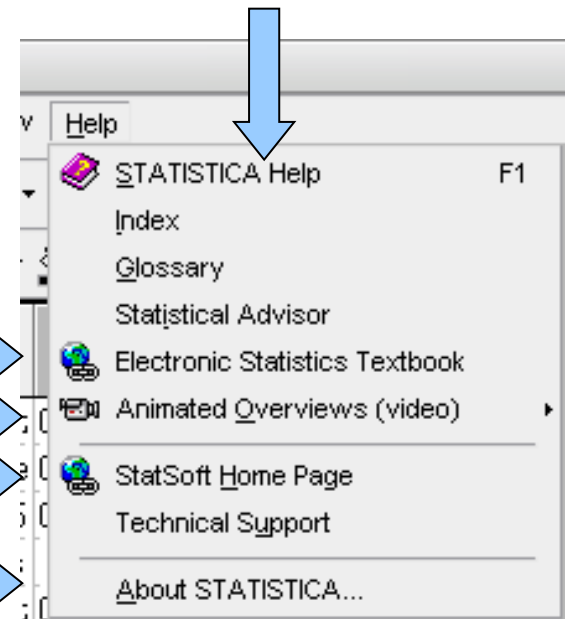 Help
STATISTICA Help F1
Index
Glossary
Statistical Advisor
Electronic Statistics Textbook
Animated Overviews (video)
StatSoft Home Page
Technical Support
About STATISTICA...